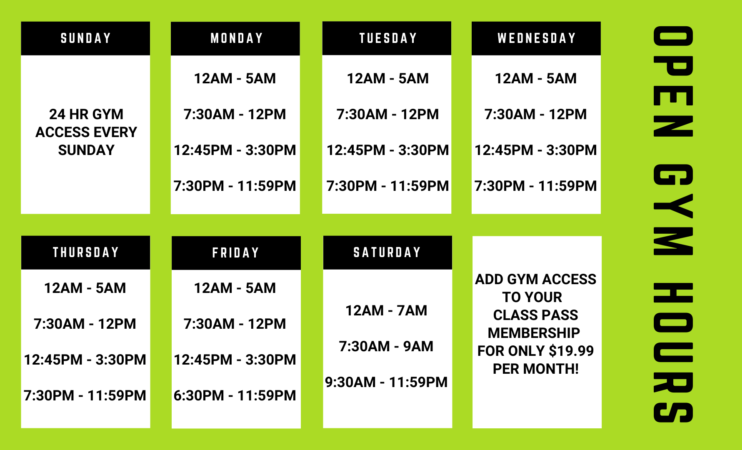 SUNDAY
24 HR GYM
ACCESS EVERY
SUNDAY
MONDAY
12AM - 5AM
7:30AM - 12PM
12:45PM - 3:30PM
7:30PM - 11:59PM
TUESDAY
12AM - 5AM
7:30AM - 12PM
12:45PM - 3:30PM
7:30PM - 11:59PM
WEDNESDAY
12AM - 5AM
7:30AM - 12PM
12:45PM - 3:30PM
7:30PM - 11:59PM
THURSDAY
12AM - 5AM
7:30AM - 12PM
12:45PM - 3:30PM
7:30PM - 11:59PM
FRIDAY
12AM - 5AM
7:30AM - 12PM
12:45PM - 3:30PM
6:30PM - 11:59PM
SATURDAY
12AM - 7AM
7:30AM - 9AM
9:30AM - 11:59PM
ADD GYM ACCESS
TO YOUR
CLASS PASS
MEMBERSHIP
FOR ONLY $19.99
PER MONTH!
OPEN GYM HOURS